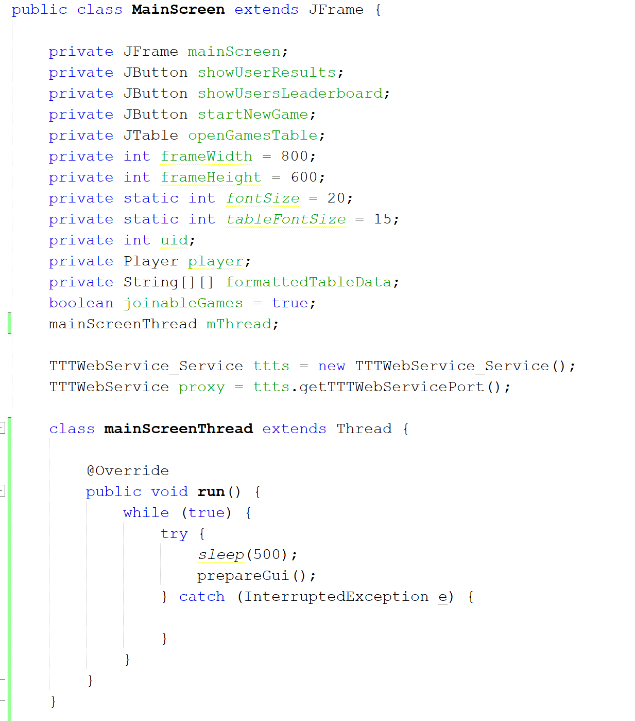 public class MainScreen extends JFrame {
private JFrame mainScreen;
private JButton showUserResults;
private JButton showUsersLeaderboard;
private JButton startNewGame;
private JTable openGamesTable;
private int frameWidth = 800;
private int frameHeight = 600;
private static int fontSize = 20;
private static int tableFontSize = 15;
private int uid;
private Player player;
private String[][] formattedTableData;
boolean joinableGames = true;
mainScreenThread mThread;
TTTWebService_Service ttts = new TTTWebService_Service();
TTTWebService proxy = ttts.getTTTWebServicePort();
class mainScreenThread extends Thread {
@Override
public void run() {
while (true) {
try {
sleep(500);
prepareGui();
} catch (InterruptedException e) {
}
}
}
}